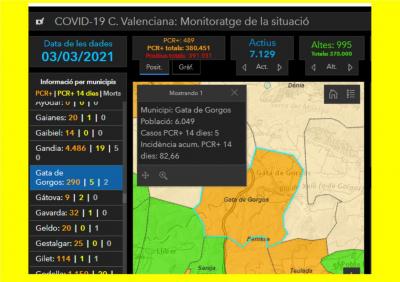 COVID-19 C. Valenciana: Monitoratge de la situació
Data de les dades
03/03/2021
PCR+: 489
PCR+ totals: 380.451
Positius totals: 391.031
Actius
7.129
Altes: 995
Totals: 375.000
Posit.
Gràf.
Act.
Alt.
Informació per municipis
PCR+ | PCR+ 14 dies | Morts
Ayódar: 0 | 0 | 0
Gaianes: 20 | 1 | 0
Gaibiel: 14 | 0 | 0
Gandia: 4.486 | 19 | 5
0
Gata de
Gorgos: 290 | 5 | 2
Gátova: 9 | 2 | 0
Gavarda: 32 | 1 | 0
Geldo: 20 | 0 | 1
Gestalgar: 25 | 0 | 0
Gilet: 114 | 1 | 1
Godella: 1.159 | 20 |
Mostrando 1
Municipi: Gata de Gorgos
Població: 6.049
Casos PCR+ 14 dies: 5
Incidència acum. PCR+ 14
dies: 82,66
Dénia
Gata de Gorgos
Llíber
Senija
Teulada